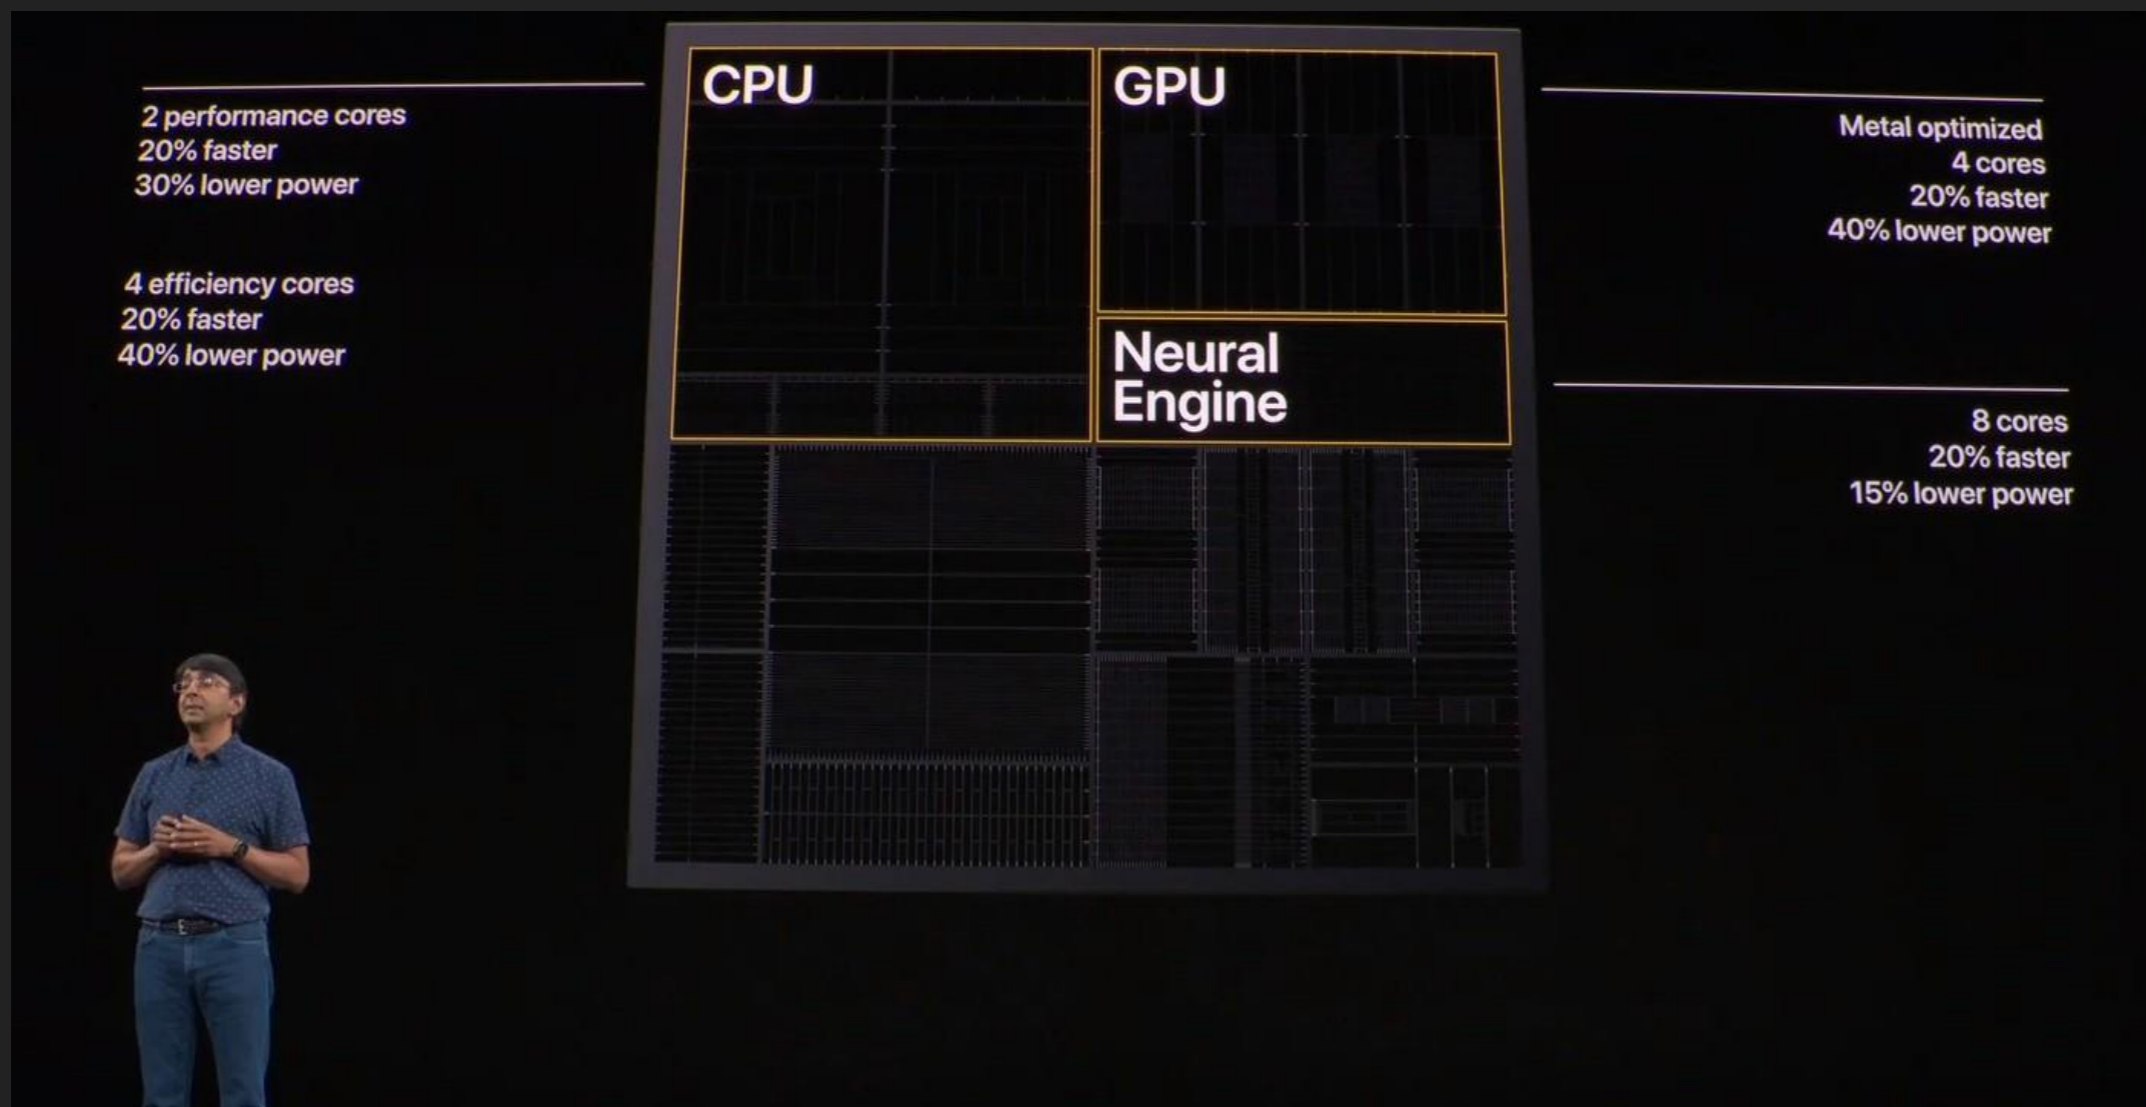 CPU
2 performance cores
20% faster
30% lower power
4 efficiency cores
20% faster
40% lower power
GPU
Metal optimized
4 cores
20% faster
40% lower power
Neural
Engine
8 cores
20% faster
15% lower power